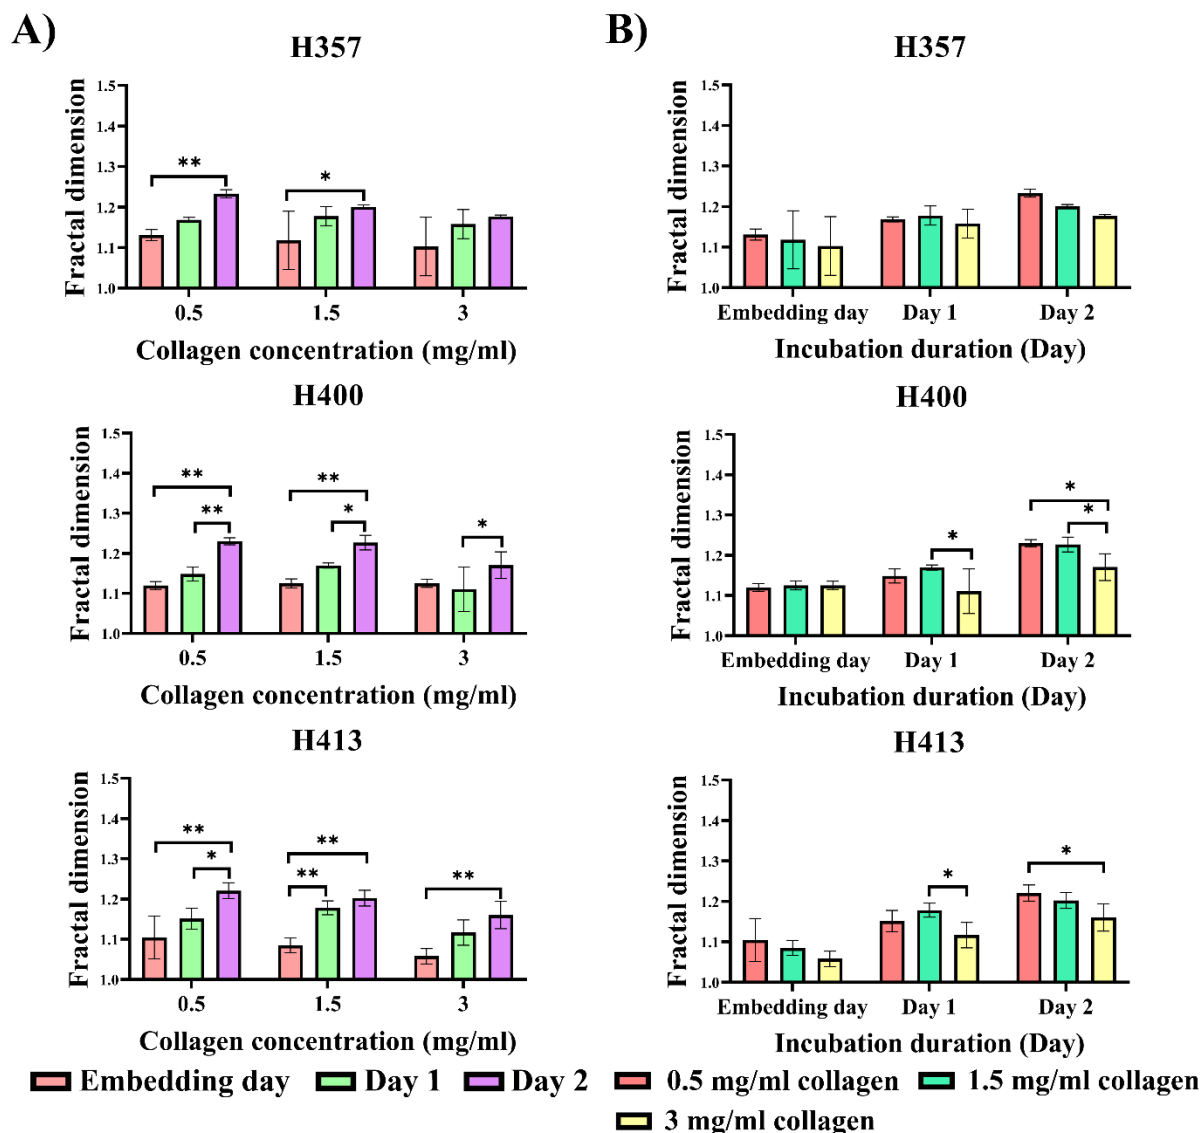 A)
H357
Fractal dimension
1.5
1.4
1.3
1.2
1.1
1.0
**
*
0.5 1.5 3
Collagen concentration (mg/ml)
H400
Fractal dimension
1.5
1.4
1.3
1.2
1.1
1.0
**
**
**
*
*
0.5 1.5 3
Collagen concentration (mg/ml)
H413
Fractal dimension
1.5
1.4
1.3
1.2
1.1
1.0
**
*
**
**
**
0.5 1.5 3
Collagen concentration (mg/ml)
Embedding day Day 1 Day 2
B)
H357
Fractal dimension
1.5
1.4
1.3
1.2
1.1
1.0
Embedding day Day 1 Day 2
Incubation duration (Day)
H400
Fractal dimension
1.5
1.4
1.3
1.2
1.1
1.0
*
*
*
Embedding day Day 1 Day 2
Incubation duration (Day)
H413
Fractal dimension
1.5
1.4
1.3
1.2
1.1
1.0
*
*
Embedding day Day 1 Day 2
Incubation duration (Day)
0.5 mg/ml collagen 1.5 mg/ml collagen
3 mg/ml collagen